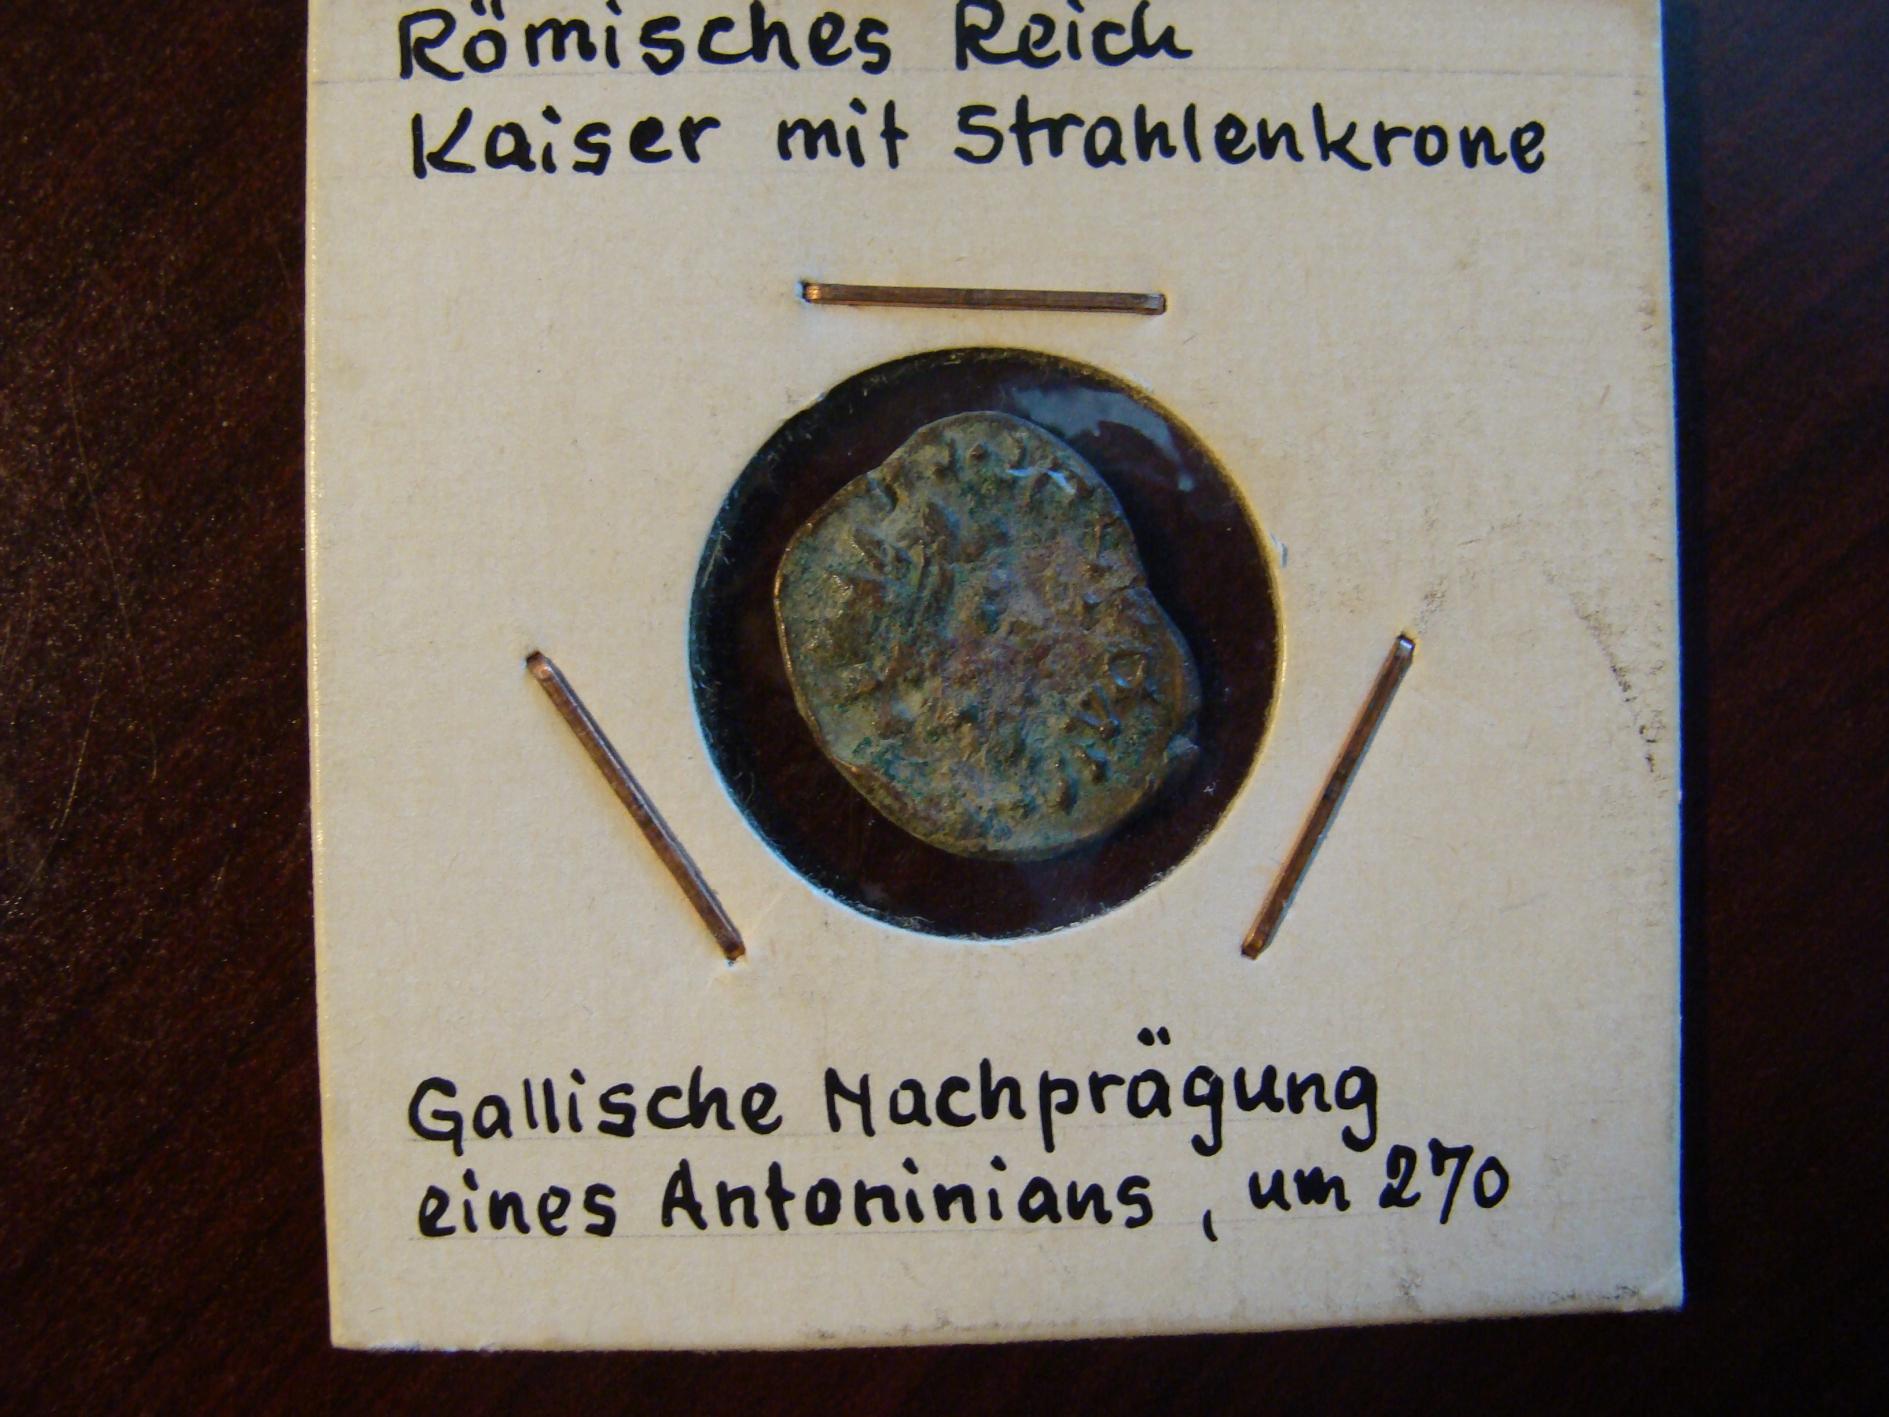 Römisches Reich
Kaiser mit Strahlenkrone
Gallische Nachprägung
eines Antoninians, um 270